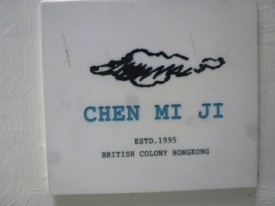 CHEN MI JI
ESTD.1995
BRITISH COLONY HONGKONG